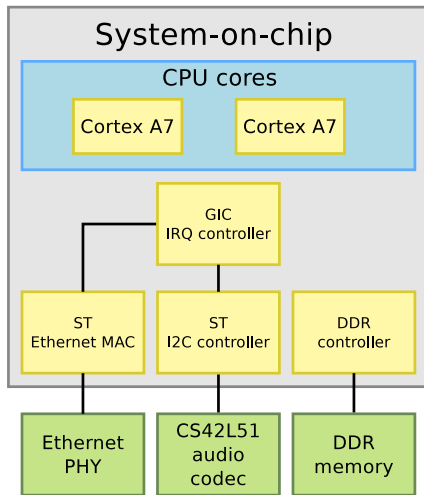 System-on-chip
CPU cores
Cortex A7
Cortex A7
GIC
IRQ controller
ST
Ethernet MAC
ST
I2C controller
DDR
controller
Ethernet
PHY
CS42L51
audio
codec
DDR
memory